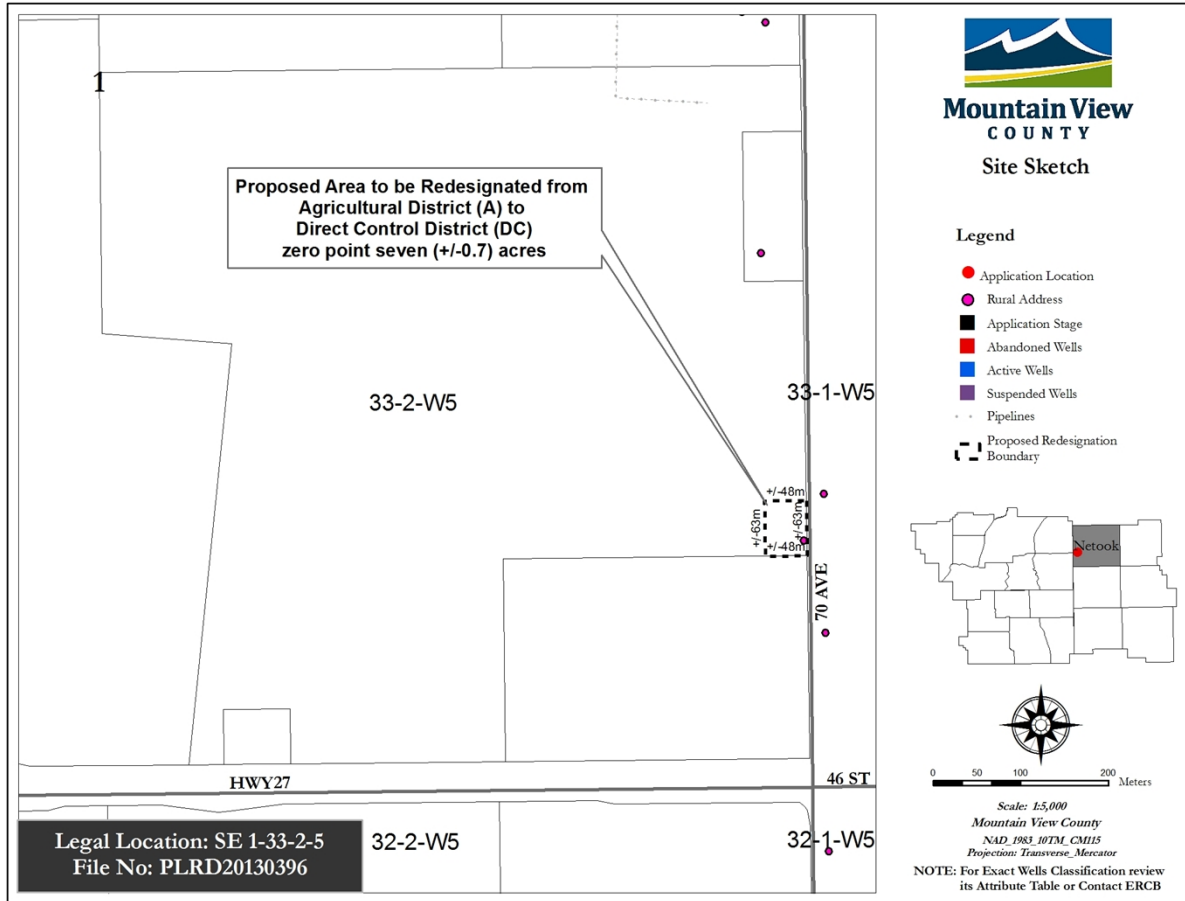 1
Proposed Area to be Redesignated from
Agricultural District (A) to
Direct Control District (DC)
zero point seven (+/-0.7) acres
33-2-W5
33-1-W5
+/-48m
+/-63m
+/-63m
+/-48m
70 AVE
HWY27
46 ST
32-2-W5
32-1-W5
Legal Location: SE 1-33-2-5
File No: PLRD20130396
Mountain View
COUNTY
Site Sketch
Legend
Application Location
Rural Address
Application Stage
Abandoned Wells
Active Wells
Suspended Wells
Pipelines
Proposed Redesignation
Boundary
Netook
0 50 100 200
Meters
Scale: 1:5,000
Mountain View County
NAD_1983_10TM_CM115
Projection: Transverse_Mercator
NOTE: For Exact Wells Classification review
its Attribute Table or Contact ERCB